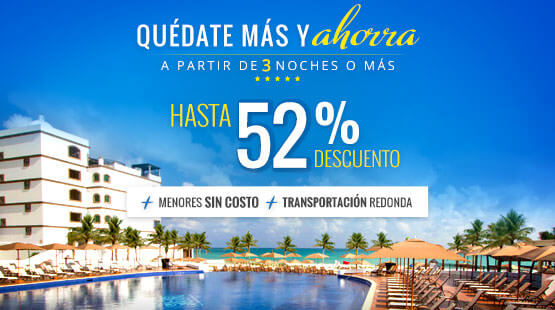 QUÉDATE MÁS Y ahorra
A PARTIR DE 3 NOCHES O MÁS
HASTA 52% DESCUENTO
+ MENORES SIN COSTO + TRANSPORTACIÓN REDONDA